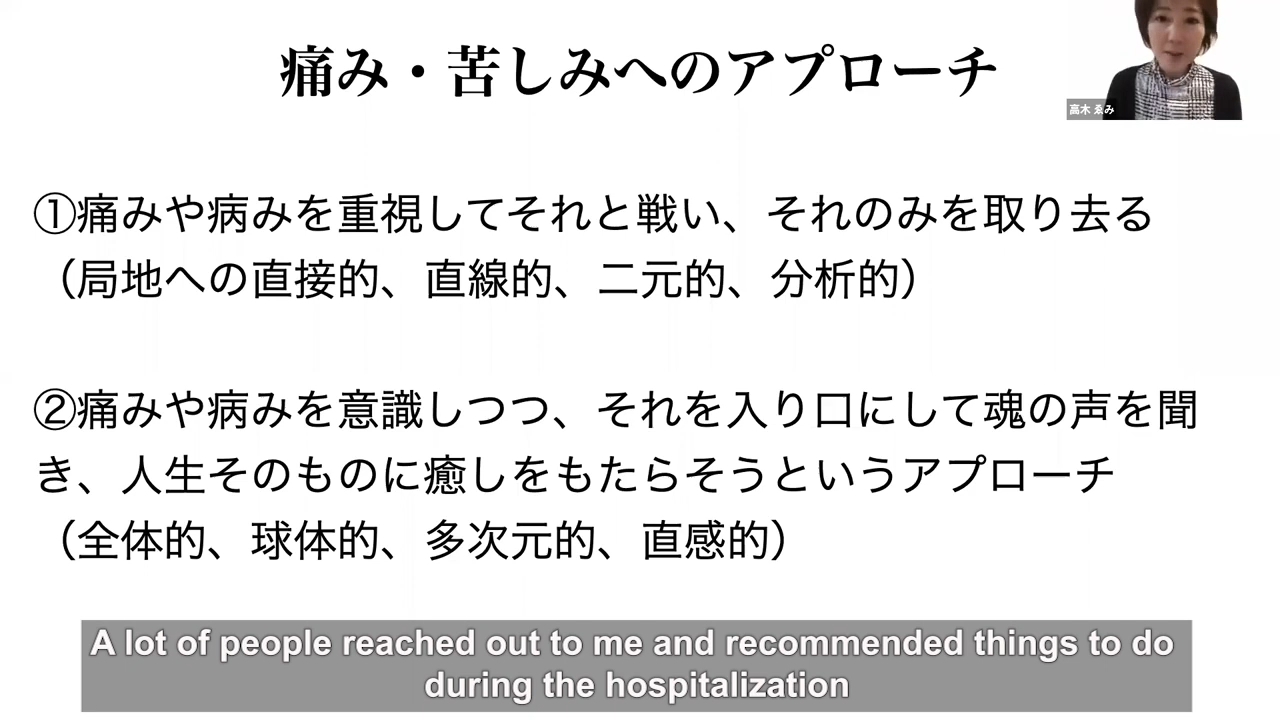 痛み・苦しみへのアプローチ
高木 ゑみ
①痛みや病みを重視してそれと戦い、それのみを取り去る
（局地への直接的、直線的、二元的、分析的）
②痛みや病みを意識しつつ、それを入り口にして魂の声を聞
き、人生そのものに癒しをもたらそうというアプローチ
（全体的、球体的、多次元的、直感的）
A lot of people reached out to me and recommended things to do
during the hospitalization